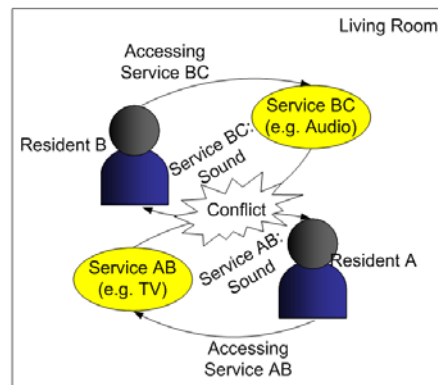 Living Room
Accessing
Service BC
Service BC
(e.g. Audio)
Resident B
Service BC:
Sound
Conflict
Service AB:
Sound
Resident A
Service AB
(e.g. TV)
Accessing
Service AB